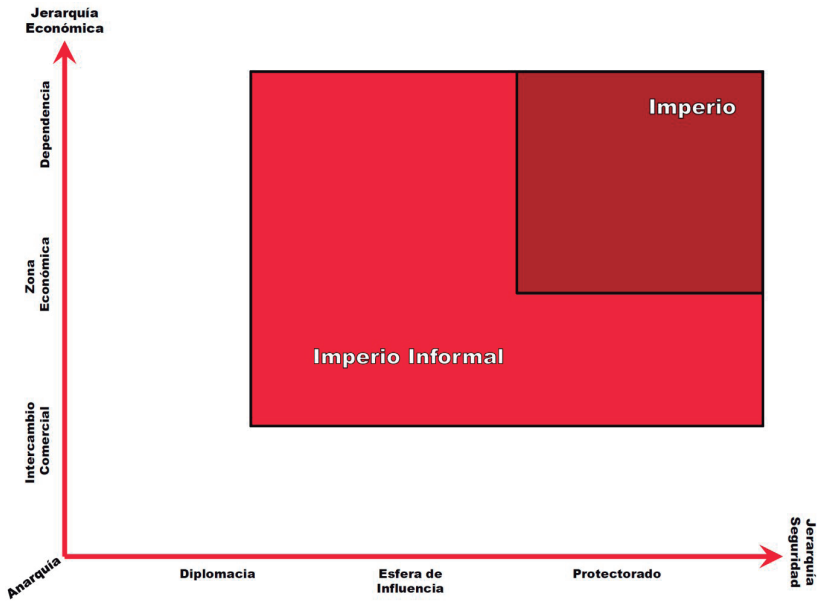 Jerarquía
Económica
Dependencia
Imperio
Zona
Económica
Imperio Informal
Intercambio
Comercial
Anarquía
Diplomacia
Esfera de
Influencia
Protectorado
Jerarquía
Seguridad